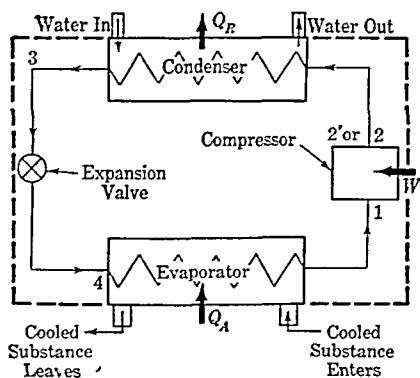 Water In
Q_R
Water Out
3
Condenser
2' or 2
Compressor
Expansion
Valve
W
1
4
Evaporator
Q_A
Cooled
Substance
Leaves
Cooled
Substance
Enters